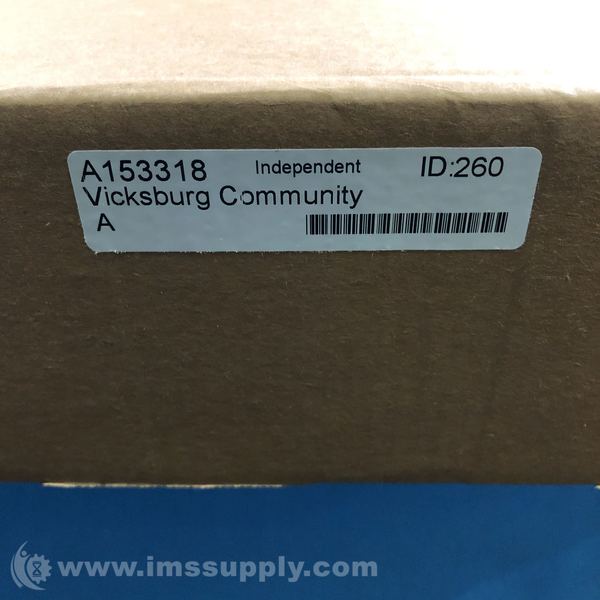 A153318 Independent ID:260
Vicksburg Community
A
www.imssupply.com